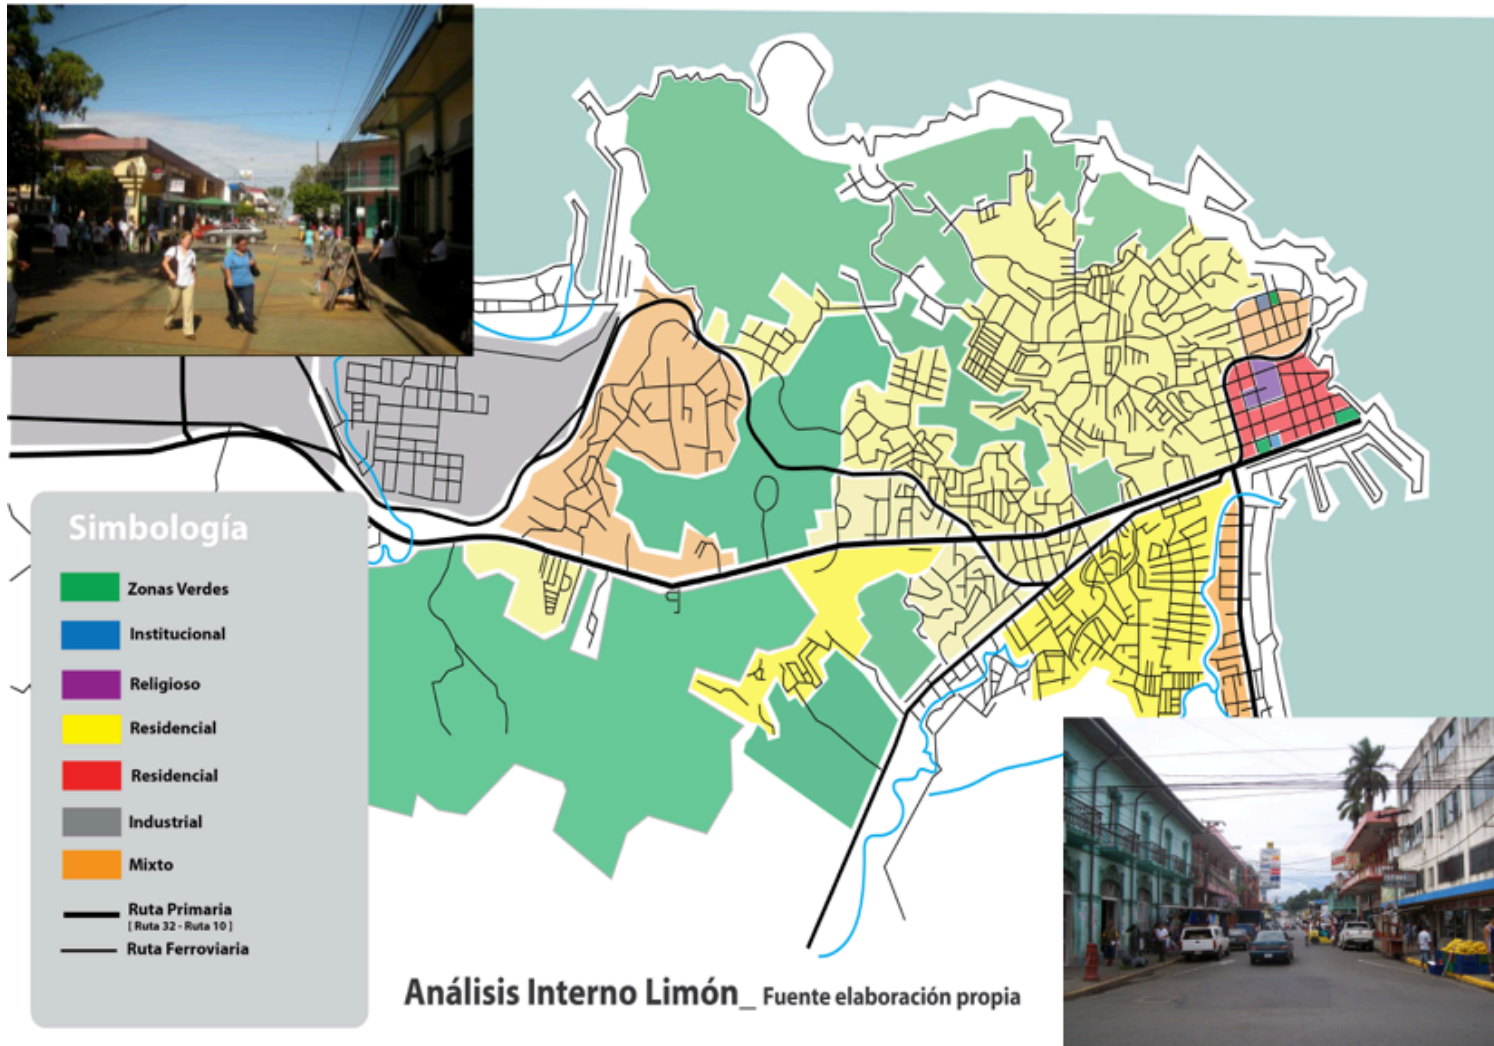 Simbología
Zonas Verdes
Institucional
Religioso
Residencial
Residencial
Industrial
Mixto
Ruta Primaria
[ Ruta 32 - Ruta 10 ]
Ruta Ferroviaria
Análisis Interno Limón_ Fuente elaboración propia